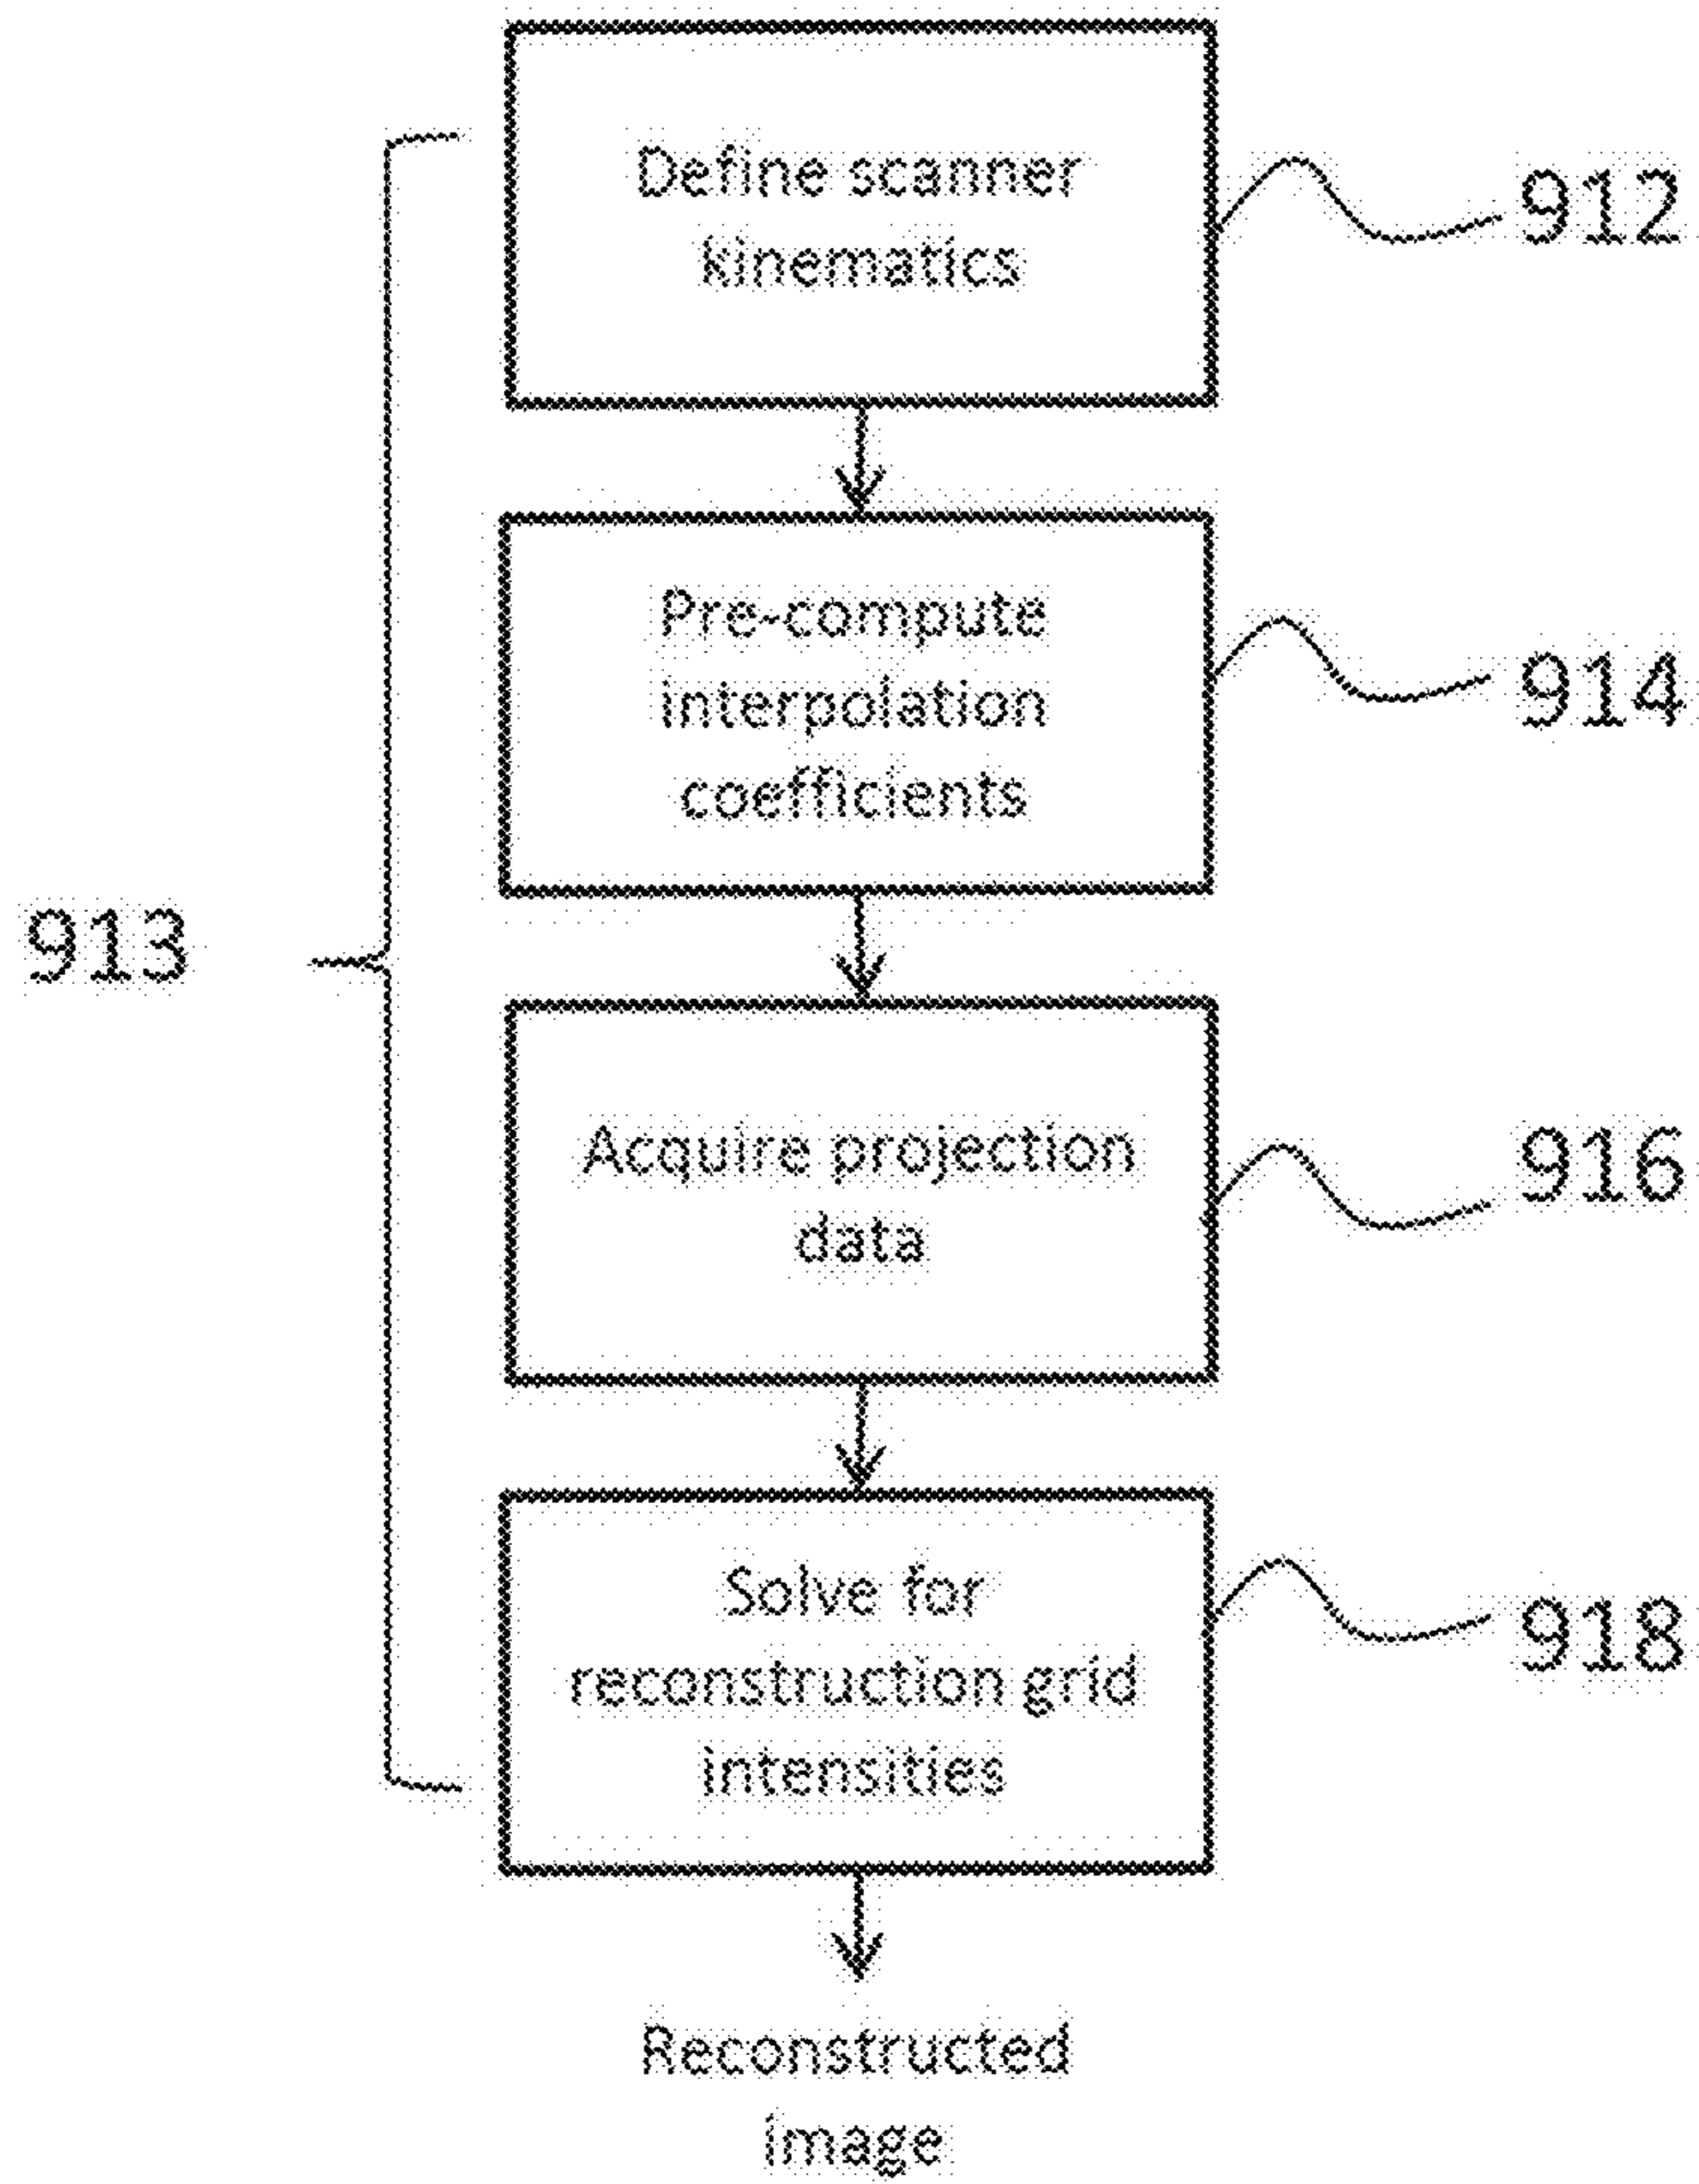 Define scanner
kinematics
912
Pre-compute
interpolation
coefficients
914
913
Acquire projection
data
916
Solve for
reconstruction grid
intensities
918
Reconstructed
image